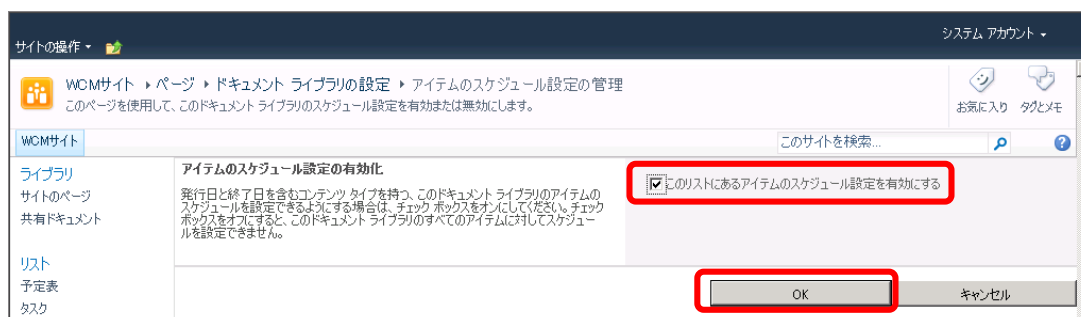 システム アカウント
サイトの操作
WCMサイト ▸ ページ ▸ ドキュメント ライブラリの設定 ▸ アイテムのスケジュール設定の管理
このページを使用して、このドキュメント ライブラリのスケジュール設定を有効または無効にします。
お気に入り タグとメモ
WCMサイト
このサイトを検索...
ライブラリ
サイトのページ
共有ドキュメント
リスト
予定表
タスク
アイテムのスケジュール設定の有効化
発行日と終了日を含むコンテンツ タイプを持つ、このドキュメント ライブラリのアイテムの
スケジュールを設定できるようにする場合は、チェック ボックスをオンにしてください。チェック
ボックスをオフにすると、このドキュメント ライブラリのすべてのアイテムに対してスケジュー
ルを設定できません。
このリストにあるアイテムのスケジュール設定を有効にする
OK
キャンセル